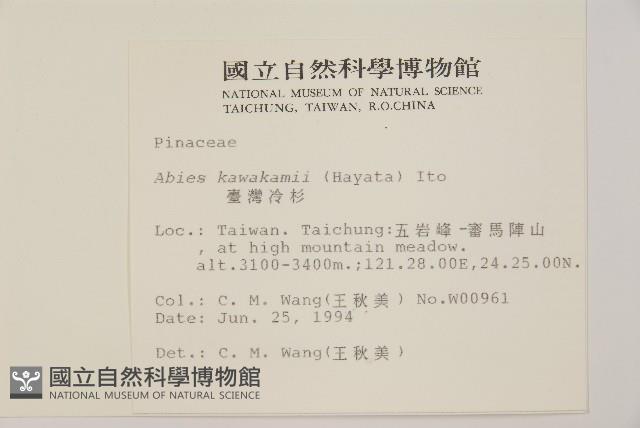 國立自然科學博物館
NATIONAL MUSEUM OF NATURAL SCIENCE
TAICHUNG, TAIWAN, R.O.CHINA
Pinaceae
Abies kawakamii (Hayata) Ito
臺灣冷杉
Loc.: Taiwan. Taichung:五岩峰-審馬陣山
, at high mountain meadow.
alt.3100-3400m.;121.28.00E,24.25.00N.
Col.: C. M. Wang(王秋美) No.W00961
Date: Jun. 25, 1994
Det.: C. M. Wang(王秋美)
國立自然科學博物館
NATIONAL MUSEUM OF NATURAL SCIENCE